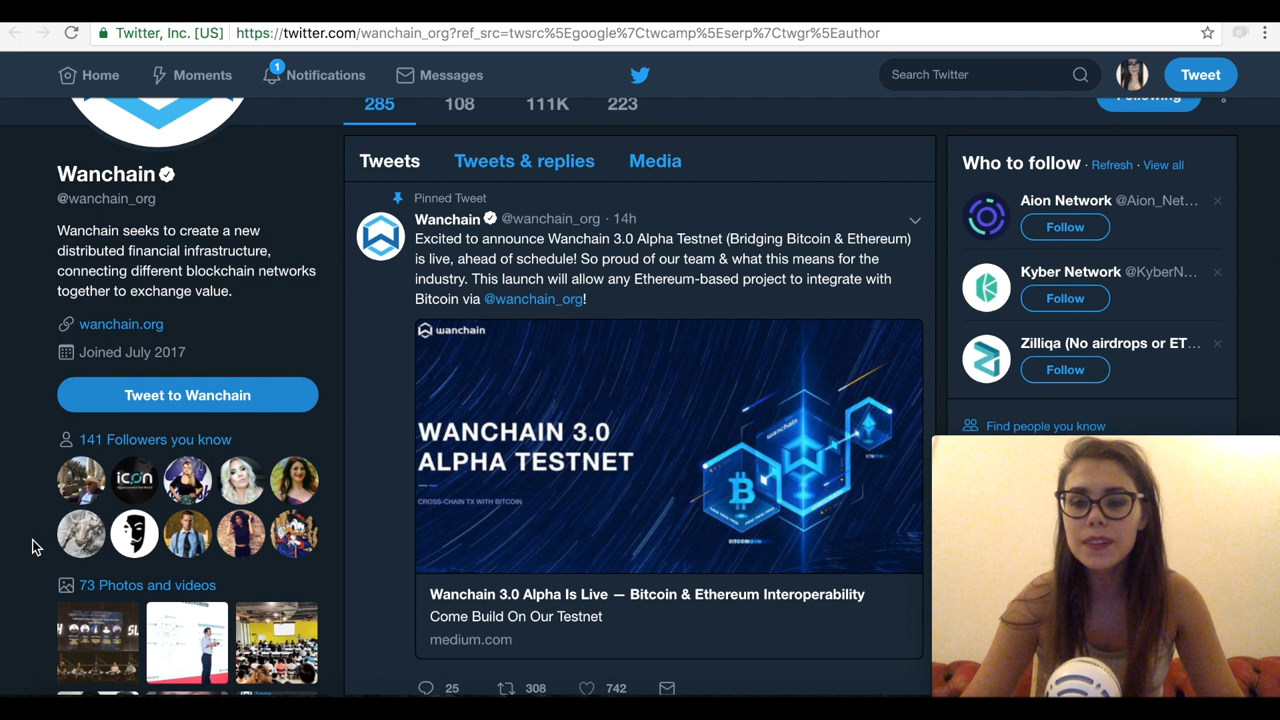 Twitter, Inc. [US] https://twitter.com/wanchain_org?ref_src=twsrc%5Egoogle%7Ctwcamp%5Eserp%7Ctwgr%5Eauthor
Home Moments 1 Notifications Messages Search Twitter Tweet
285 108 111K 223 Following
Wanchain
@wanchain_org
Wanchain seeks to create a new
distributed financial infrastructure,
connecting different blockchain networks
together to exchange value.
wanchain.org
Joined July 2017
Tweet to Wanchain
141 Followers you know
icon
73 Photos and videos
Tweets Tweets & replies Media
Pinned Tweet
Wanchain @wanchain_org · 14h
Excited to announce Wanchain 3.0 Alpha Testnet (Bridging Bitcoin & Ethereum)
is live, ahead of schedule! So proud of our team & what this means for the
industry. This launch will allow any Ethereum-based project to integrate with
Bitcoin via @wanchain_org!
wanchain
WANCHAIN 3.0
ALPHA TESTNET
CROSS-CHAIN TX WITH BITCOIN
wanchain
BITCOIN
Wanchain 3.0 Alpha Is Live — Bitcoin & Ethereum Interoperability
Come Build On Our Testnet
medium.com
25 308 742
Who to follow · Refresh · View all
Aion Network @Aion_Net...
Follow
Kyber Network @KyberN...
Follow
Zilliqa (No airdrops or ET...
Follow
Find people you know